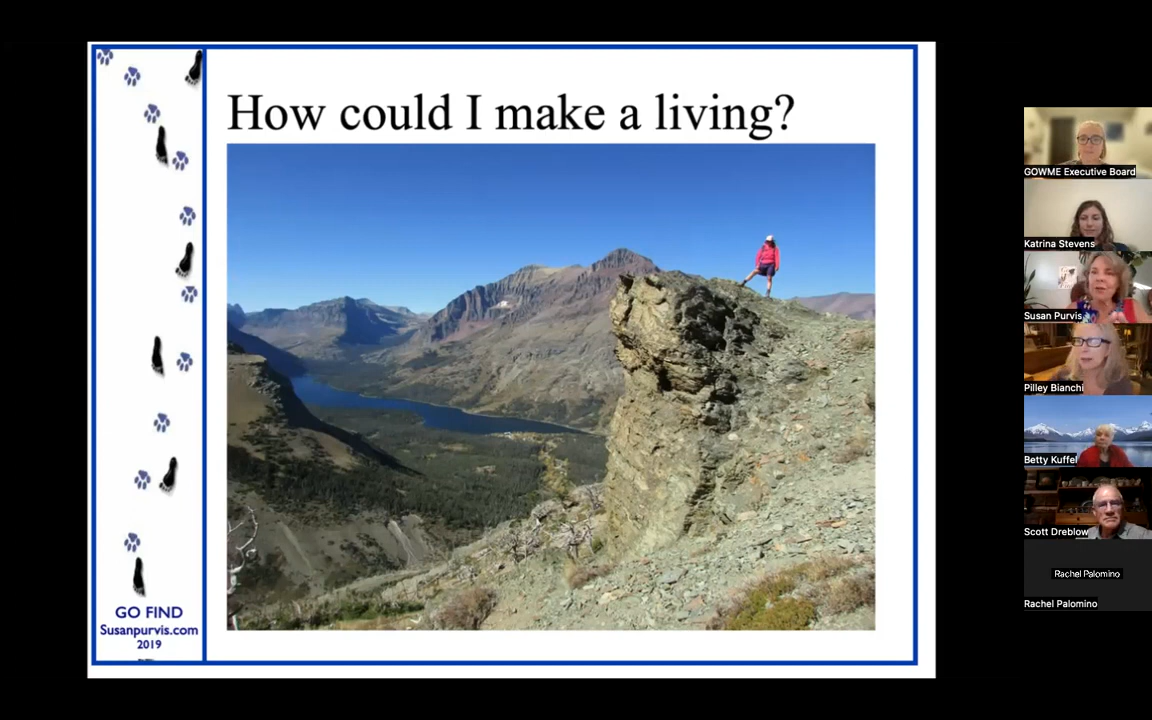 How could I make a living?
GO FIND
Susanpurvis.com
2019
GOWME Executive Board
Katrina Stevens
Susan Purvis
Pilley Bianchi
Betty Kuffel
Scott Dreblow
Rachel Palomino
Rachel Palomino